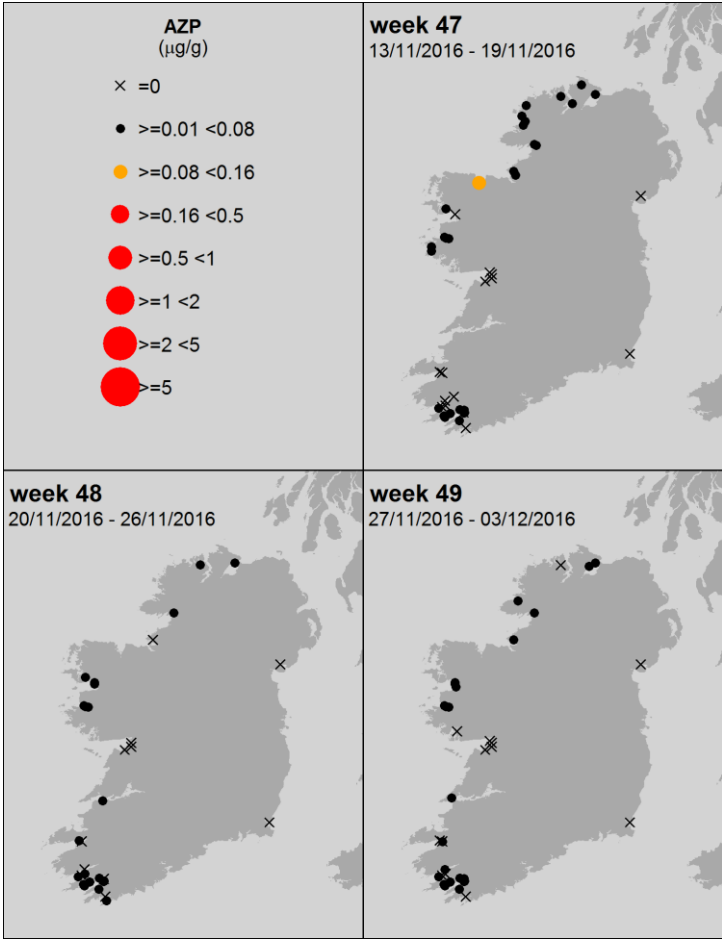 AZP
(μg/g)
=0
>=0.01 <0.08
>=0.08 <0.16
>=0.16 <0.5
>=0.5 <1
>=1 <2
>=2 <5
>=5
week 47
13/11/2016 - 19/11/2016
week 48
20/11/2016 - 26/11/2016
week 49
27/11/2016 - 03/12/2016